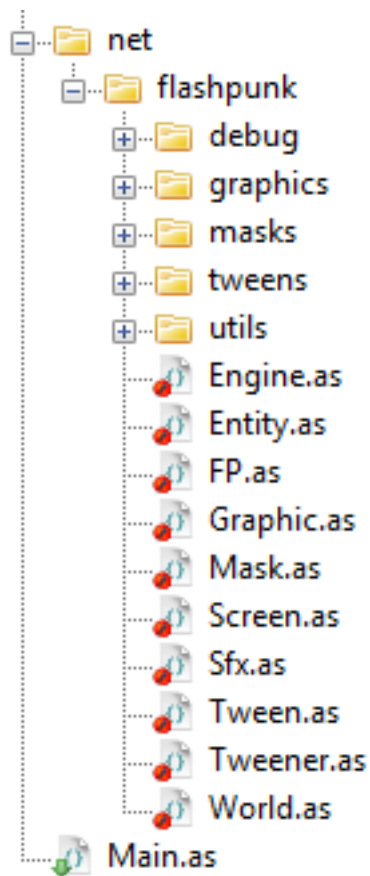 net
flashpunk
debug
graphics
masks
tweens
utils
Engine.as
Entity.as
FP.as
Graphic.as
Mask.as
Screen.as
Sfx.as
Tween.as
Tweener.as
World.as
Main.as